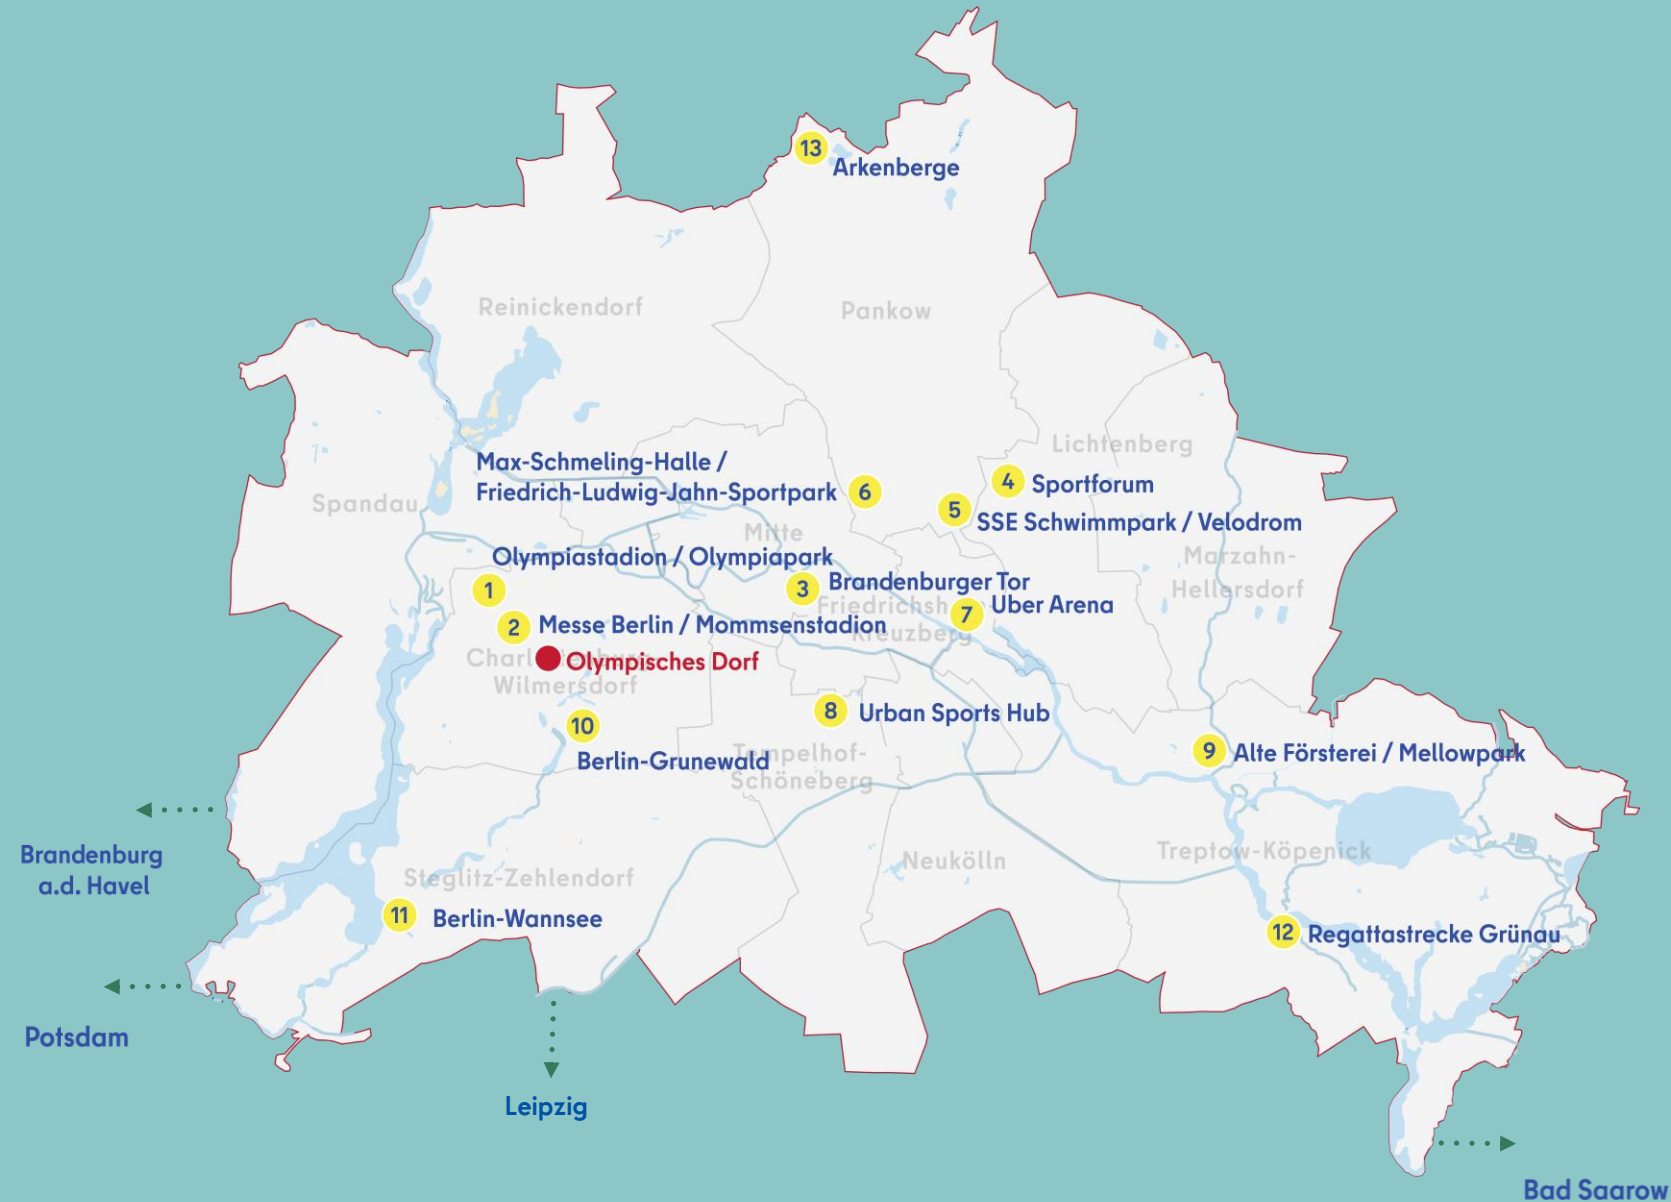 13
Arkenberge
Reinickendorf
Pankow
Lichtenberg
Max-Schmeling-Halle /
Friedrich-Ludwig-Jahn-Sportpark
6
4
Sportforum
5
SSE Schwimmpark / Velodrom
Spandau
Mitte
Marzahn-
Hellersdorf
Olympiastadion / Olympiapark
1
3
Brandenburger Tor
7
Uber Arena
2
Messe Berlin / Mommsenstadion
Kreuzberg
Olympisches Dorf
Wilmersdorf
10
Berlin-Grunewald
8
Urban Sports Hub
Tempelhof-
Schöneberg
9
Alte Försterei / Mellowpark
Brandenburg
a.d. Havel
Steglitz-Zehlendorf
Neukölln
Treptow-Köpenick
11
Berlin-Wannsee
12
Regattastrecke Grünau
Potsdam
Leipzig
Bad Saarow